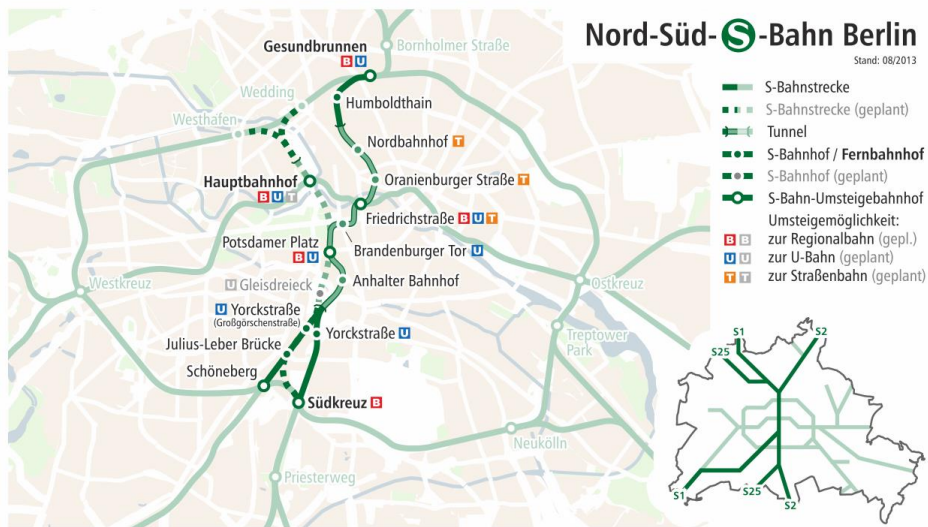 Nord-Süd-S-Bahn Berlin
Stand: 08/2013
S-Bahnstrecke
S-Bahnstrecke (geplant)
Tunnel
S-Bahnhof / Fernbahnhof
S-Bahnhof (geplant)
S-Bahn-Umsteigebahnhof
Umsteigemöglichkeit:
B B zur Regionalbahn (gepl.)
U U zur U-Bahn (geplant)
T T zur Straßenbahn (geplant)
Gesundbrunnen
B U
Bornholmer Straße
Humboldthain
Wedding
Westhafen
Nordbahnhof T
Hauptbahnhof
B U T
Oranienburger Straße T
Friedrichstraße B U T
Potsdamer Platz
B U
Brandenburger Tor U
Anhalter Bahnhof
U Gleisdreieck
Westkreuz
Ostkreuz
U Yorckstraße
(Großgörschenstraße)
Yorckstraße U
Julius-Leber Brücke
Schöneberg
Treptower
Park
Südkreuz B
Neukölln
Priesterweg
S1
S2
S25
S1
S25
S2